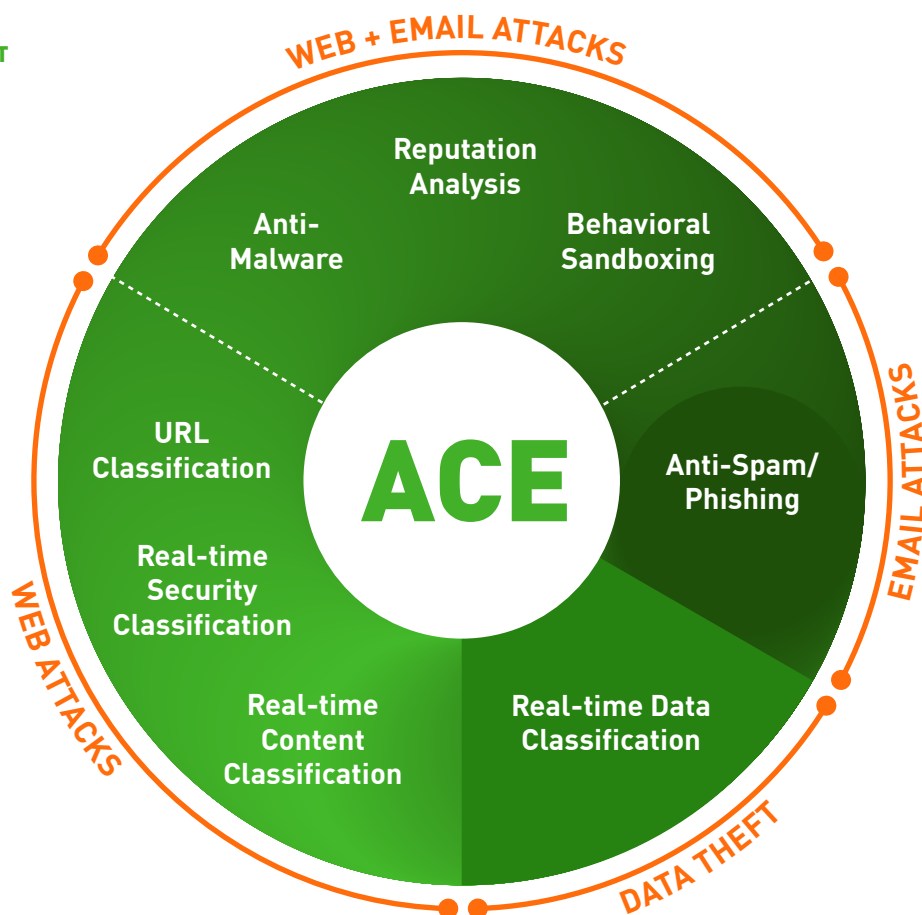 WEB + EMAIL ATTACKS
Reputation
Analysis
Anti-
Malware
Behavioral
Sandboxing
URL
Classification
ACE
Anti-Spam/
Phishing
EMAIL ATTACKS
Real-time
Security
Classification
WEB ATTACKS
Real-time
Content
Classification
Real-time Data
Classification
DATA THEFT